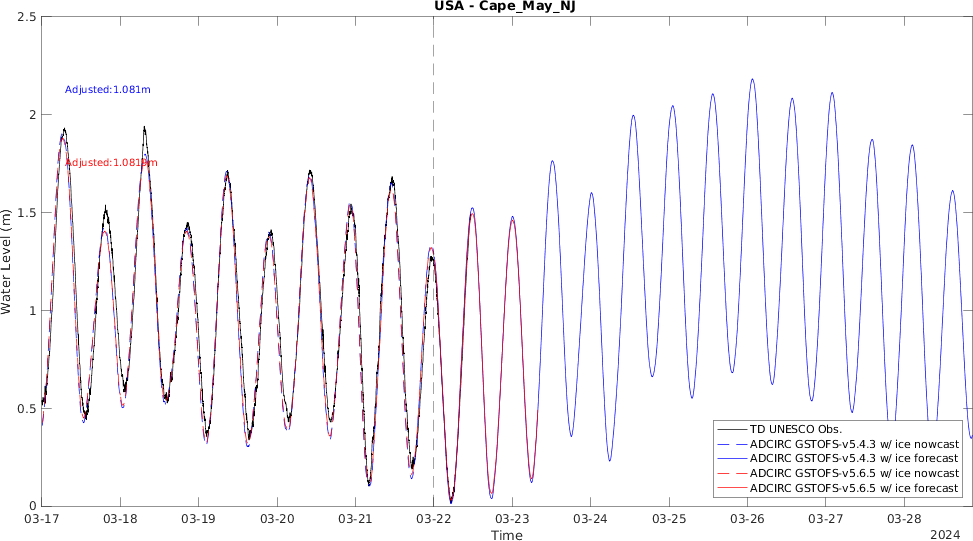 USA - Cape_May_NJ
2.5
2
1.5
1
0.5
0
Water Level (m)
Adjusted:1.081m
Adjusted:1.0819m
TD UNESCO Obs.
ADCIRC GSTOFS-v5.4.3 w/ ice nowcast
ADCIRC GSTOFS-v5.4.3 w/ ice forecast
ADCIRC GSTOFS-v5.6.5 w/ ice nowcast
ADCIRC GSTOFS-v5.6.5 w/ ice forecast
03-17 03-18 03-19 03-20 03-21 03-22 03-23 03-24 03-25 03-26 03-27 03-28
Time
2024